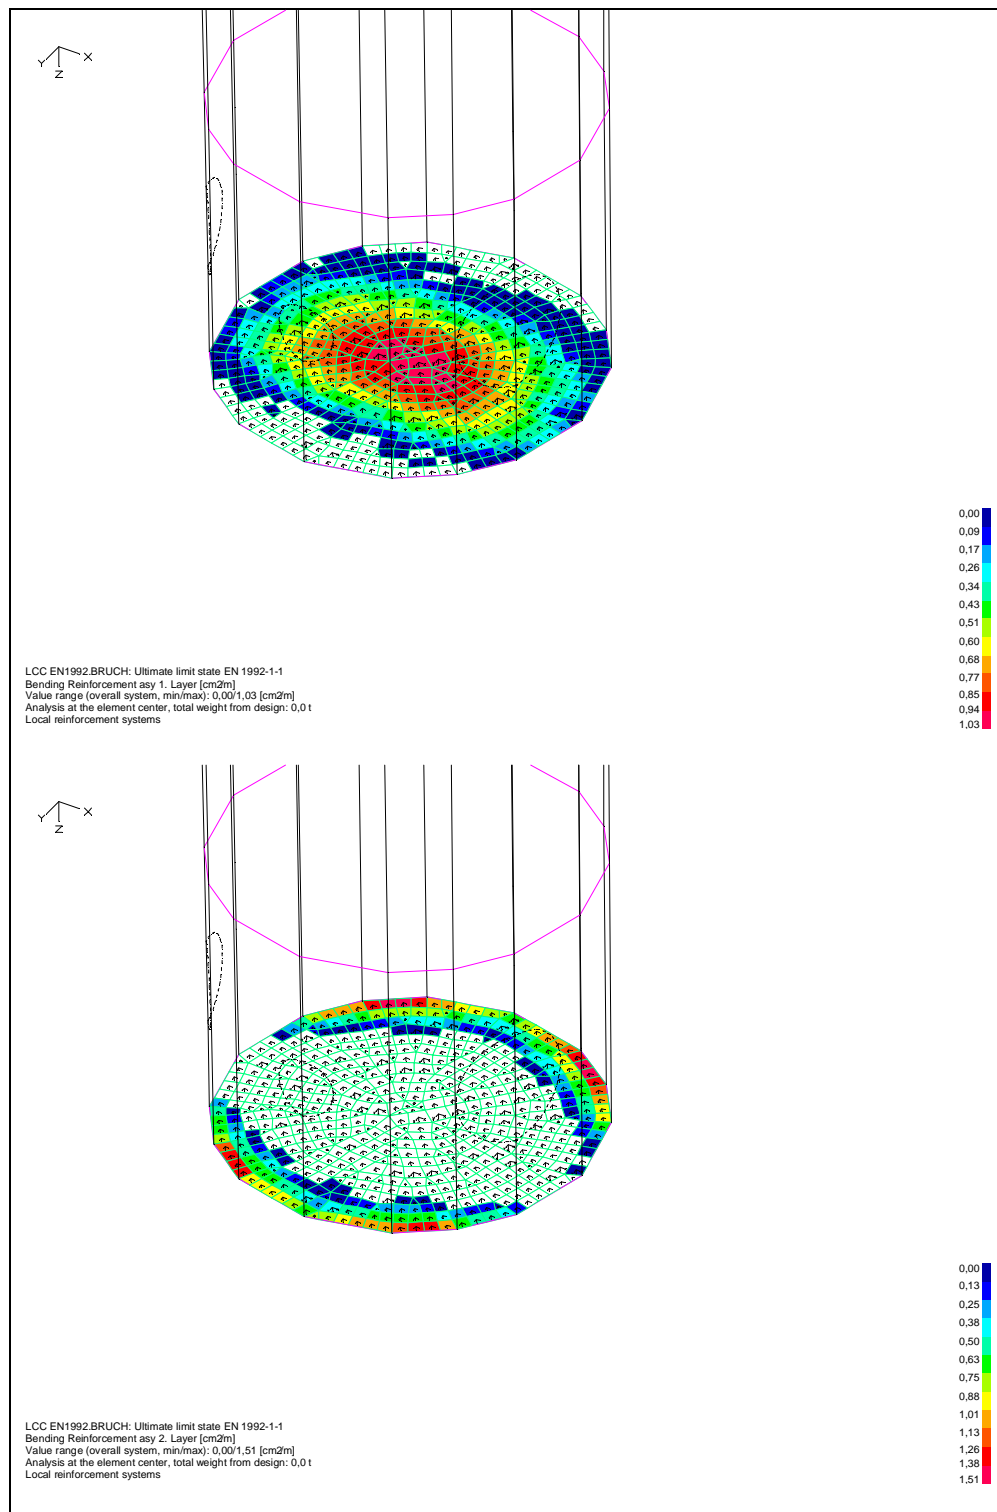 Y X
Z
0,00
0,09
0,17
0,26
0,34
0,43
0,51
0,60
0,68
0,77
0,85
0,94
1,03
LCC EN1992.BRUCH: Ultimate limit state EN 1992-1-1
Bending Reinforcement asy 1. Layer [cm2/m]
Value range (overall system, min/max): 0,00/1,03 [cm2/m]
Analysis at the element center, total weight from design: 0,0 t
Local reinforcement systems
Y X
Z
0,00
0,13
0,25
0,38
0,50
0,63
0,75
0,88
1,01
1,13
1,26
1,38
1,51
LCC EN1992.BRUCH: Ultimate limit state EN 1992-1-1
Bending Reinforcement asy 2. Layer [cm2/m]
Value range (overall system, min/max): 0,00/1,51 [cm2/m]
Analysis at the element center, total weight from design: 0,0 t
Local reinforcement systems